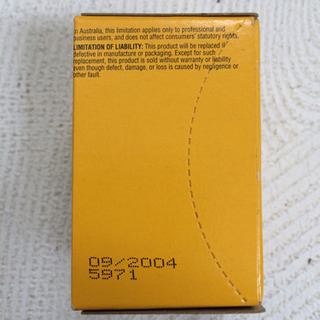 In Australia, this limitation applies only to professional and
business users, and does not affect consumers' statutory rights.
LIMITATION OF LIABILITY: This product will be replaced if
defective in manufacture or packaging. Except for such
replacement, this product is sold without warranty or liability
even though defect, damage, or loss is caused by negligence or
other fault.
09/2004
5971